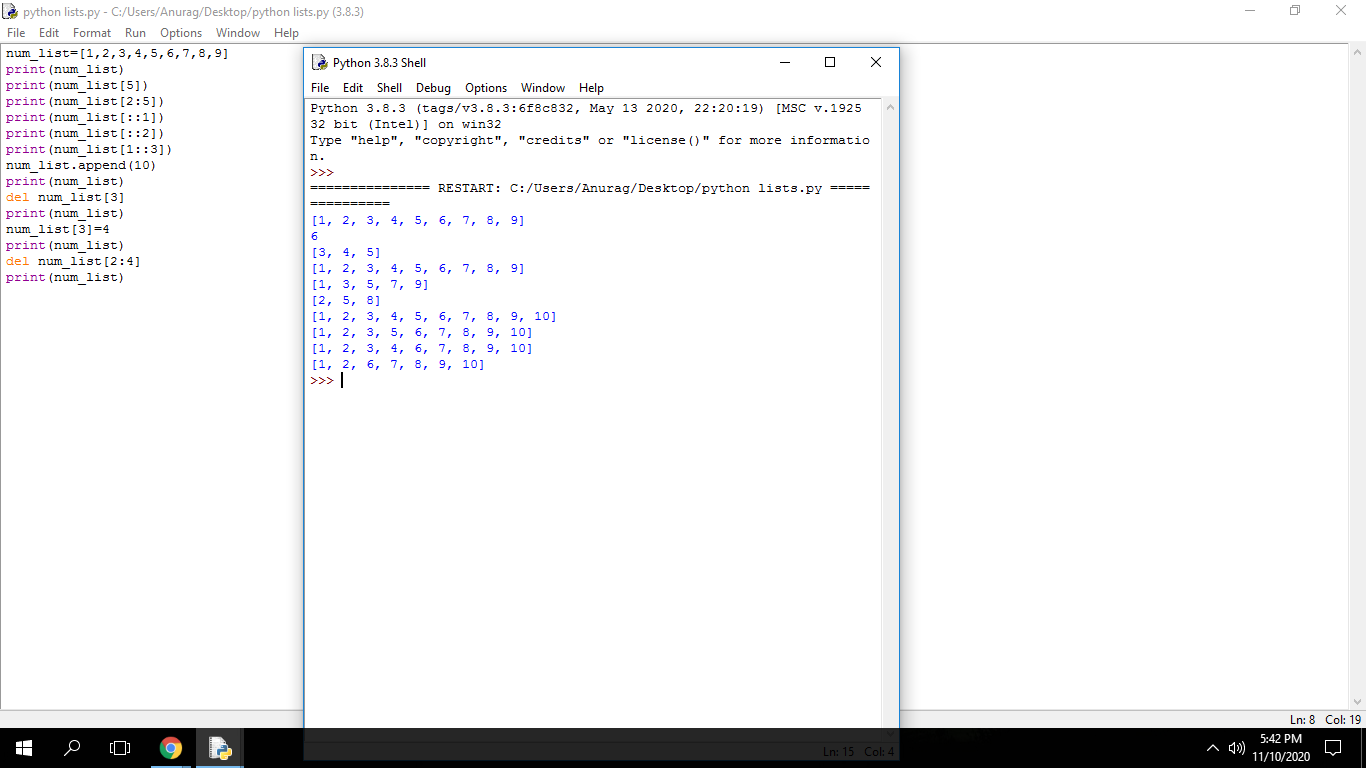 python lists.py - C:/Users/Anurag/Desktop/python lists.py (3.8.3)
File Edit Format Run Options Window Help
num_list=[1,2,3,4,5,6,7,8,9]
print(num_list)
print(num_list[5])
print(num_list[2:5])
print(num_list[::1])
print(num_list[::2])
print(num_list[1::3])
num_list.append(10)
print(num_list)
del num_list[3]
print(num_list)
num_list[3]=4
print(num_list)
del num_list[2:4]
print(num_list)
Python 3.8.3 Shell
File Edit Shell Debug Options Window Help
Python 3.8.3 (tags/v3.8.3:6f8c832, May 13 2020, 22:20:19) [MSC v.1925
32 bit (Intel)] on win32
Type "help", "copyright", "credits" or "license()" for more informatio
n.
>>>
=============== RESTART: C:/Users/Anurag/Desktop/python lists.py =====
==========
[1, 2, 3, 4, 5, 6, 7, 8, 9]
6
[3, 4, 5]
[1, 2, 3, 4, 5, 6, 7, 8, 9]
[1, 3, 5, 7, 9]
[2, 5, 8]
[1, 2, 3, 4, 5, 6, 7, 8, 9, 10]
[1, 2, 3, 5, 6, 7, 8, 9, 10]
[1, 2, 3, 4, 6, 7, 8, 9, 10]
[1, 2, 6, 7, 8, 9, 10]
>>>
Ln: 8 Col: 19
Ln: 15 Col: 4
5:42 PM
11/10/2020